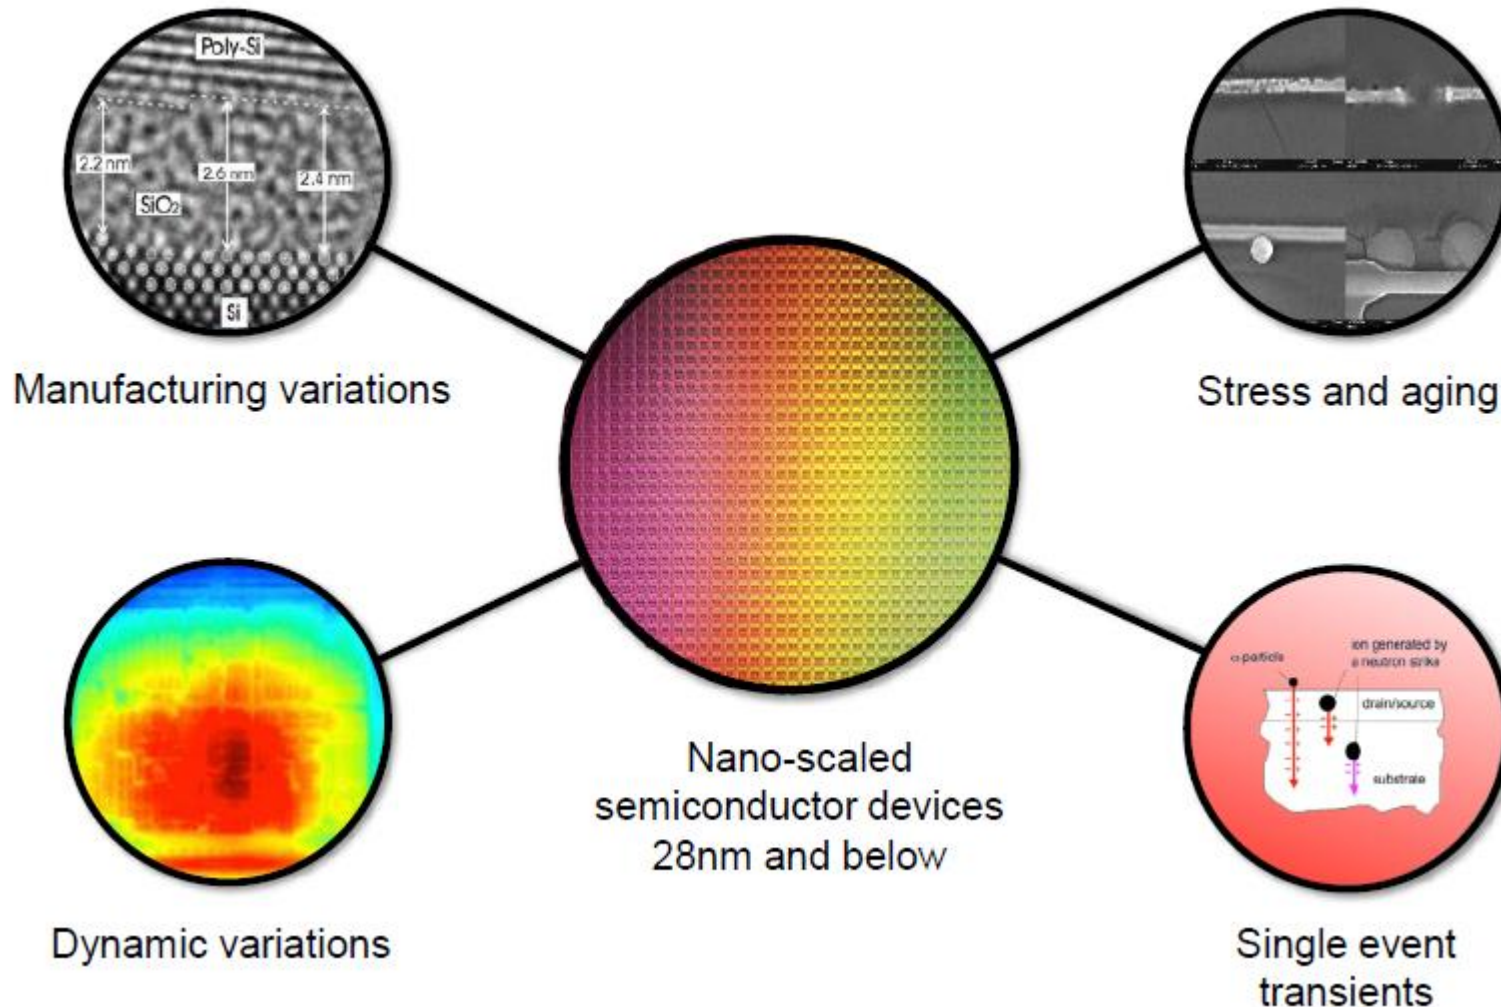 Poly-Si
2.2 nm
2.6 nm
2.4 nm
SiO₂
Si
Manufacturing variations
Stress and aging
Nano-scaled
semiconductor devices
28nm and below
Dynamic variations
α-particle
ion generated by
a neutron strike
drain/source
substrate
Single event
transients